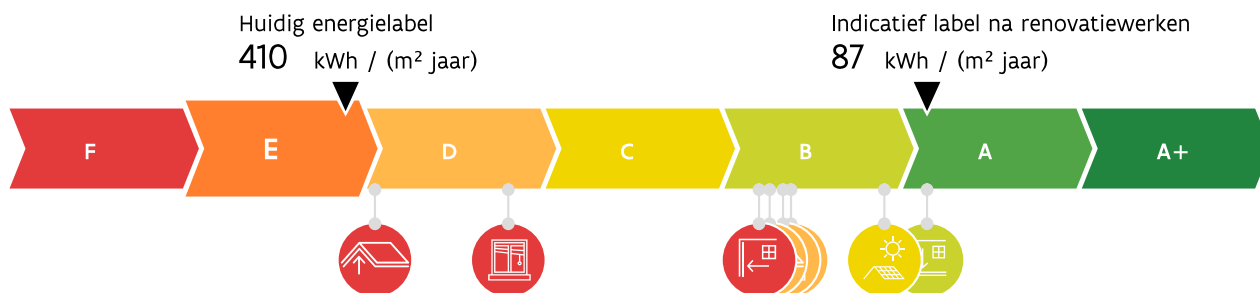 Huidig energielabel
410 kWh / (m² jaar)
Indicatief label na renovatiewerken
87 kWh / (m² jaar)
F E D C B A A+